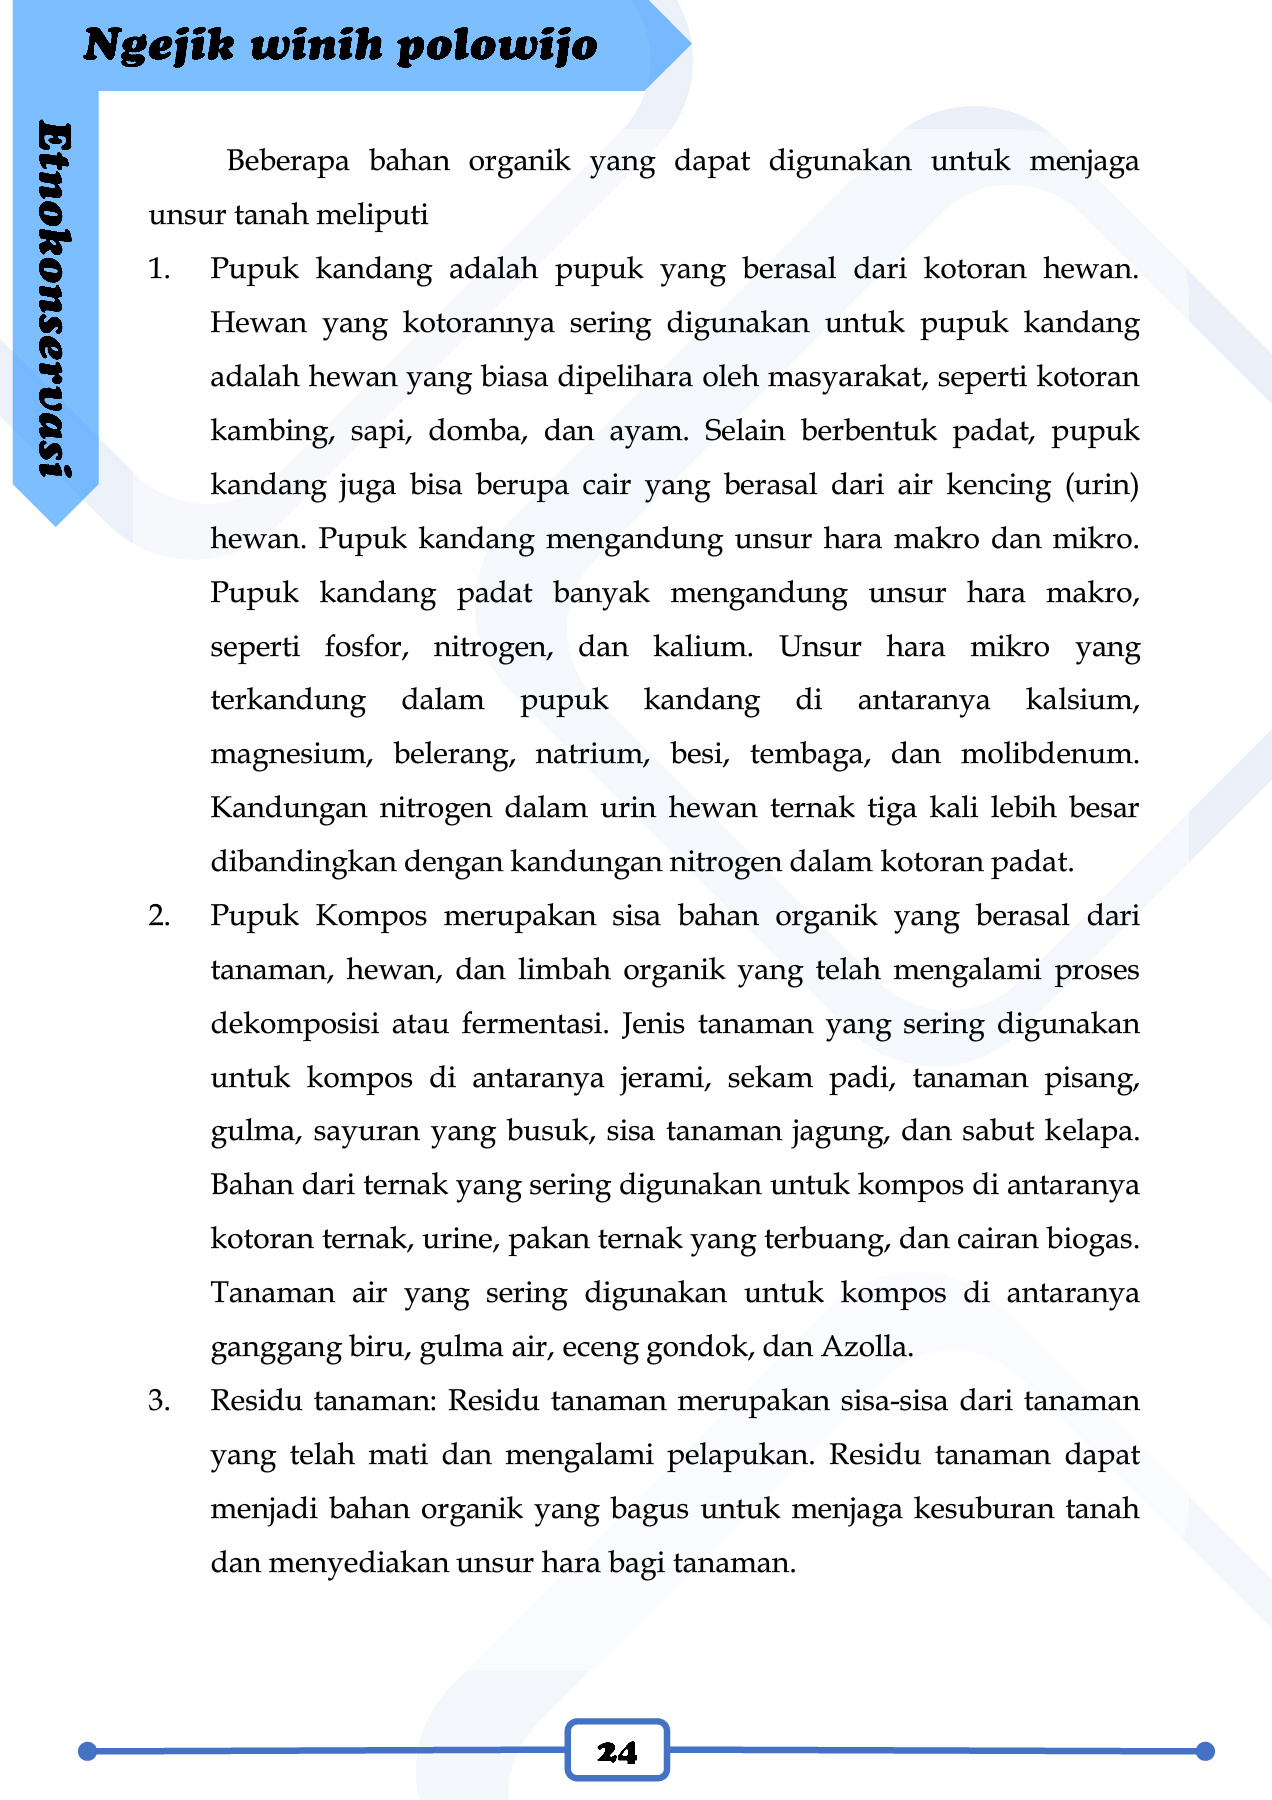 Ngejik winih polowijo
Etnokonservasi
Beberapa bahan organik yang dapat digunakan untuk menjaga
unsur tanah meliputi
1. Pupuk kandang adalah pupuk yang berasal dari kotoran hewan.
Hewan yang kotorannya sering digunakan untuk pupuk kandang
adalah hewan yang biasa dipelihara oleh masyarakat, seperti kotoran
kambing, sapi, domba, dan ayam. Selain berbentuk padat, pupuk
kandang juga bisa berupa cair yang berasal dari air kencing (urin)
hewan. Pupuk kandang mengandung unsur hara makro dan mikro.
Pupuk kandang padat banyak mengandung unsur hara makro,
seperti fosfor, nitrogen, dan kalium. Unsur hara mikro yang
terkandung dalam pupuk kandang di antaranya kalsium,
magnesium, belerang, natrium, besi, tembaga, dan molibdenum.
Kandungan nitrogen dalam urin hewan ternak tiga kali lebih besar
dibandingkan dengan kandungan nitrogen dalam kotoran padat.
2. Pupuk Kompos merupakan sisa bahan organik yang berasal dari
tanaman, hewan, dan limbah organik yang telah mengalami proses
dekomposisi atau fermentasi. Jenis tanaman yang sering digunakan
untuk kompos di antaranya jerami, sekam padi, tanaman pisang,
gulma, sayuran yang busuk, sisa tanaman jagung, dan sabut kelapa.
Bahan dari ternak yang sering digunakan untuk kompos di antaranya
kotoran ternak, urine, pakan ternak yang terbuang, dan cairan biogas.
Tanaman air yang sering digunakan untuk kompos di antaranya
ganggang biru, gulma air, eceng gondok, dan Azolla.
3. Residu tanaman: Residu tanaman merupakan sisa-sisa dari tanaman
yang telah mati dan mengalami pelapukan. Residu tanaman dapat
menjadi bahan organik yang bagus untuk menjaga kesuburan tanah
dan menyediakan unsur hara bagi tanaman.
24